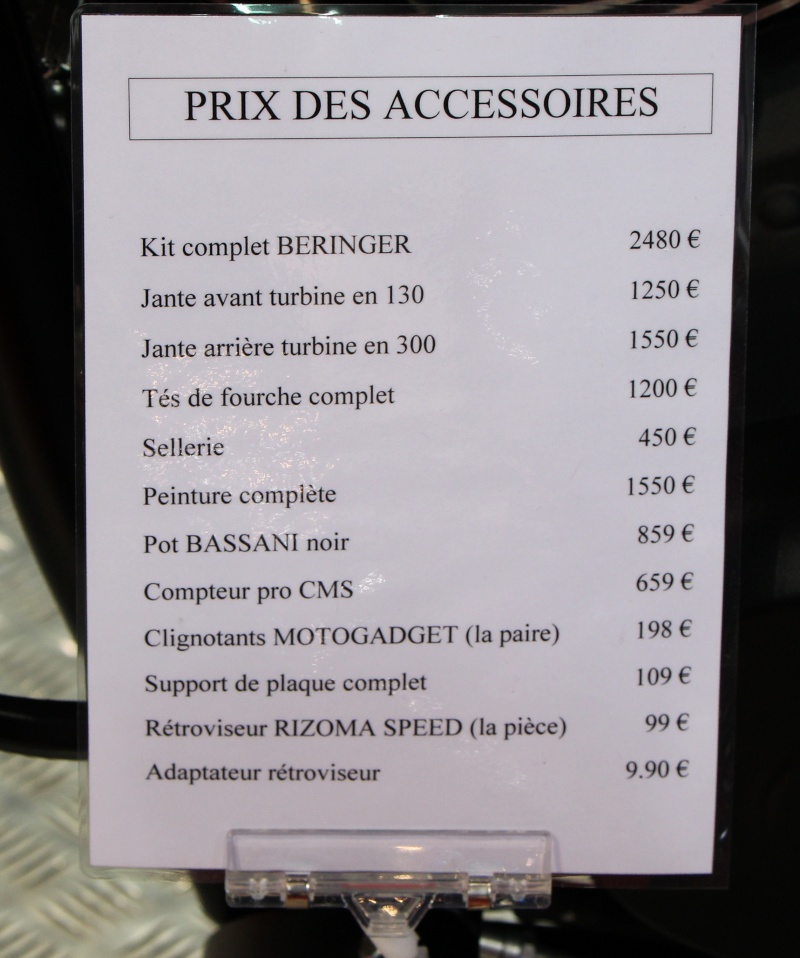 PRIX DES ACCESSOIRES
Kit complet BERINGER 2480 €
Jante avant turbine en 130 1250 €
Jante arrière turbine en 300 1550 €
Tés de fourche complet 1200 €
Sellerie 450 €
Peinture complète 1550 €
Pot BASSANI noir 859 €
Compteur pro CMS 659 €
Clignotants MOTOGADGET (la paire) 198 €
Support de plaque complet 109 €
Rétroviseur RIZOMA SPEED (la pièce) 99 €
Adaptateur rétroviseur 9.90 €